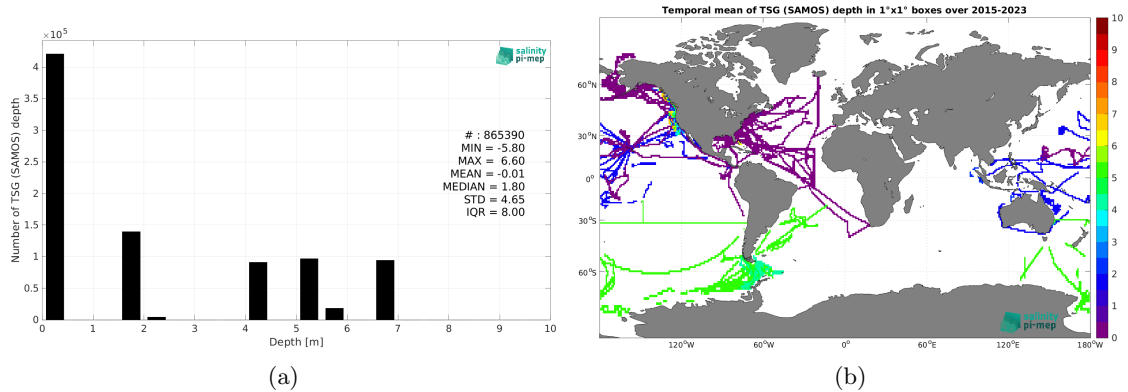 ×10⁵
4
3.5
3
2.5
2
1.5
1
0.5
0
Number of TSG (SAMOS) depth
0 1 2 3 4 5 6 7 8 9 10
Depth [m]
salinity
pi-mep
# : 865390
MIN = -5.80
MAX = 6.60
MEAN = -0.01
MEDIAN = 1.80
STD = 4.65
IQR = 8.00
(a)
Temporal mean of TSG (SAMOS) depth in 1°x1° boxes over 2015-2023
60°N
30°N
0°
30°S
60°S
120°W 60°W 0° 60°E 120°E 180°W
salinity
pi-mep
10
9
8
7
6
5
4
3
2
1
0
(b)